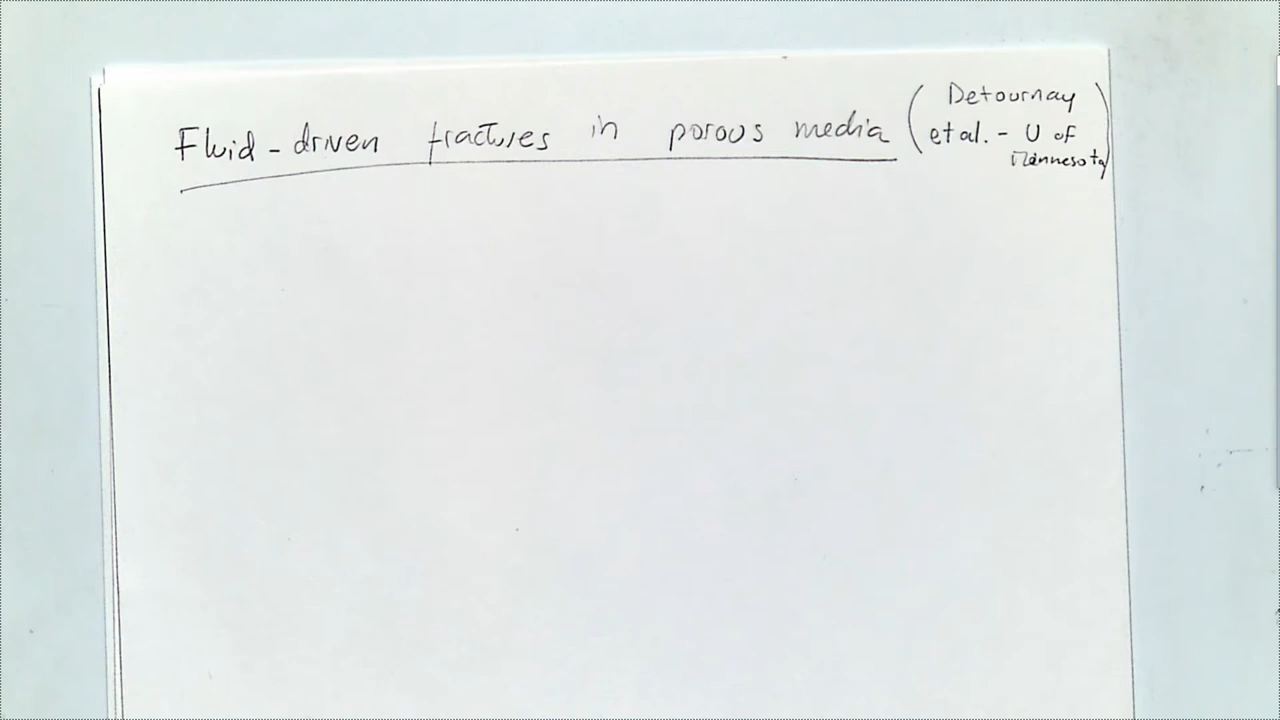 Fluid-driven fractures in porous media (Detournay
et al. - U of
Minnesota)